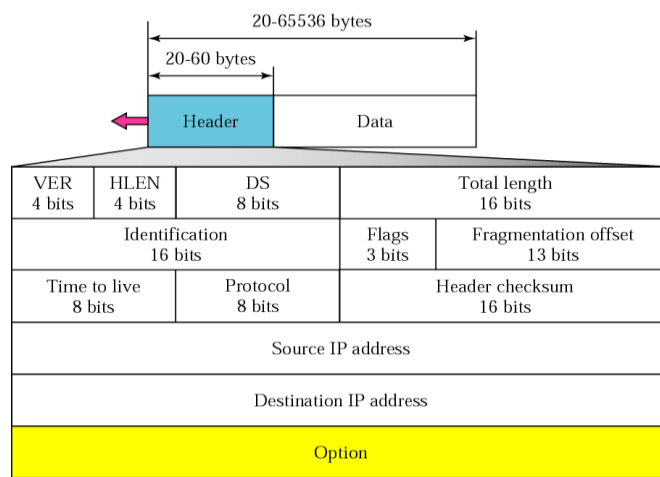 20-65536 bytes
20-60 bytes
Header
Data
VER
4 bits
HLEN
4 bits
DS
8 bits
Total length
16 bits
Identification
16 bits
Flags
3 bits
Fragmentation offset
13 bits
Time to live
8 bits
Protocol
8 bits
Header checksum
16 bits
Source IP address
Destination IP address
Option